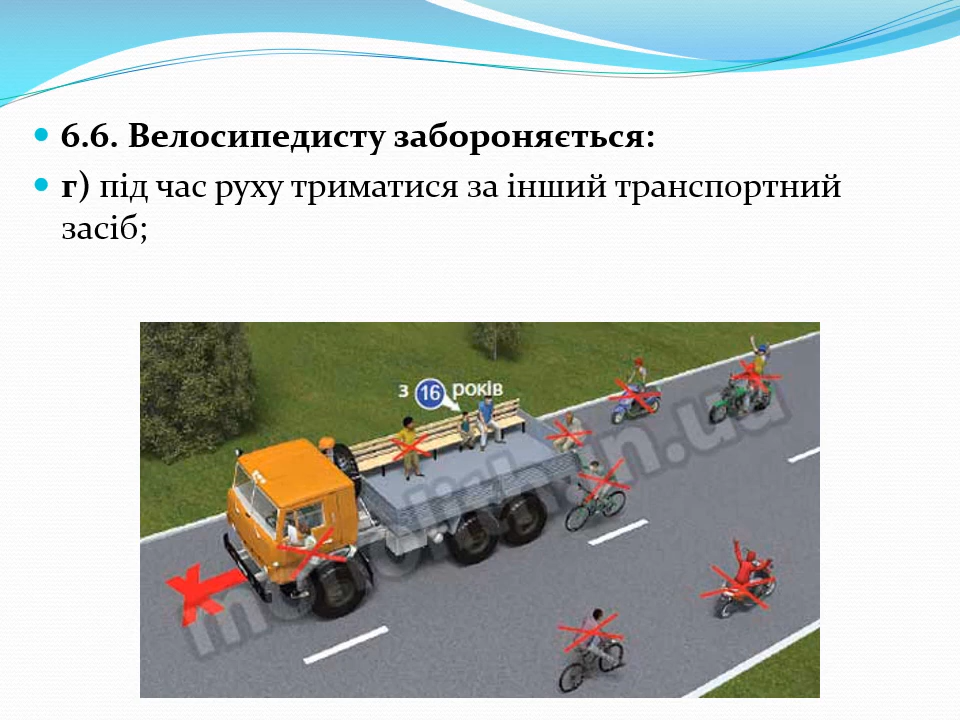 6.6. Велосипедисту забороняється:
г) під час руху триматися за інший транспортний
засіб;
з 16 років